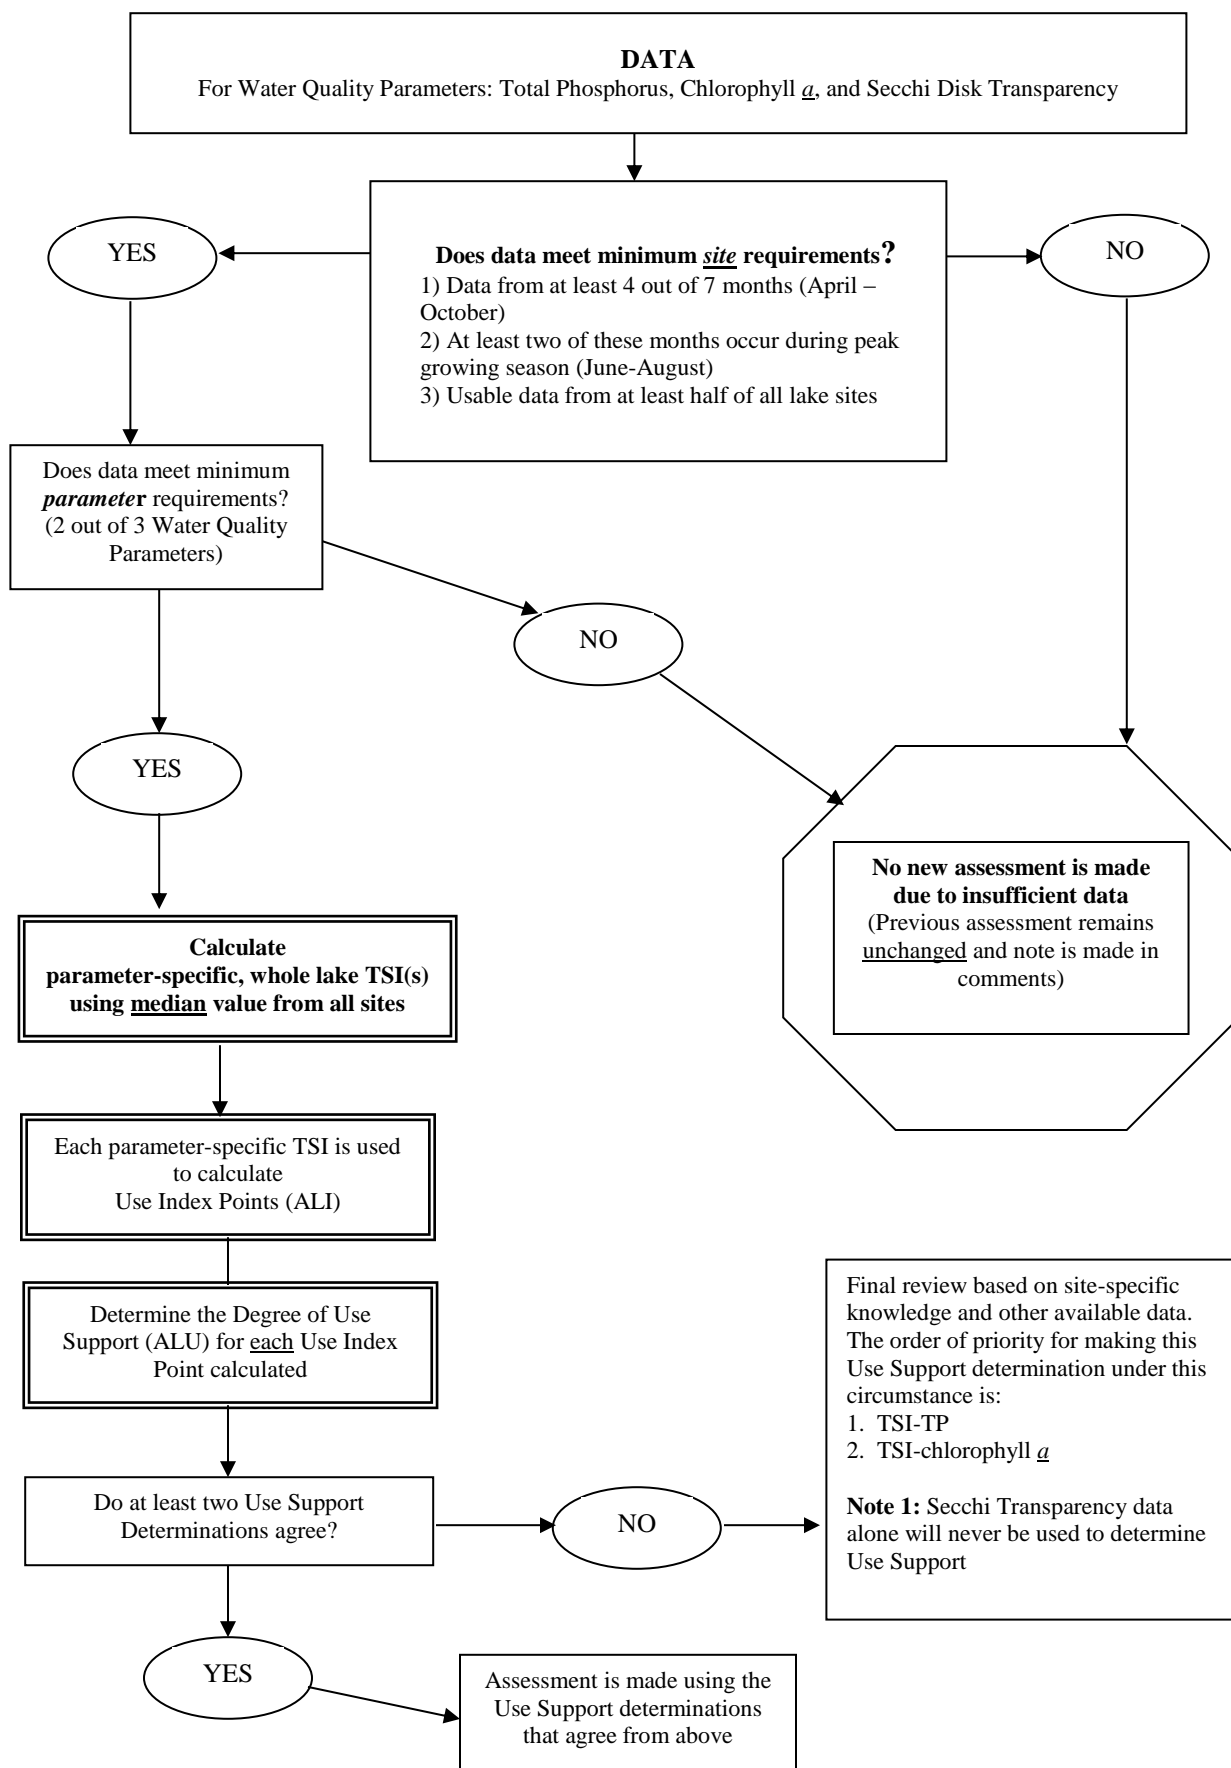 DATA
For Water Quality Parameters: Total Phosphorus, Chlorophyll a, and Secchi Disk Transparency
YES
Does data meet minimum site requirements?
1) Data from at least 4 out of 7 months (April –
October)
2) At least two of these months occur during peak
growing season (June-August)
3) Usable data from at least half of all lake sites
NO
Does data meet minimum
parameter requirements?
(2 out of 3 Water Quality
Parameters)
NO
YES
No new assessment is made
due to insufficient data
(Previous assessment remains
unchanged and note is made in
comments)
Calculate
parameter-specific, whole lake TSI(s)
using median value from all sites
Each parameter-specific TSI is used
to calculate
Use Index Points (ALI)
Determine the Degree of Use
Support (ALU) for each Use Index
Point calculated
Final review based on site-specific
knowledge and other available data.
The order of priority for making this
Use Support determination under this
circumstance is:
1. TSI-TP
2. TSI-chlorophyll a
Note 1: Secchi Transparency data
alone will never be used to determine
Use Support
Do at least two Use Support
Determinations agree?
NO
YES
Assessment is made using the
Use Support determinations
that agree from above